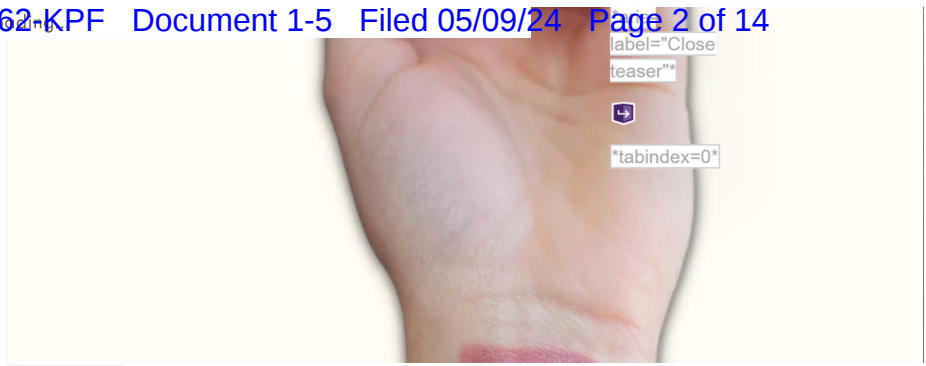 62-KPF Document 1-5 Filed 05/09/24 Page 2 of 14
label="Close
teaser"*
*tabindex=0*